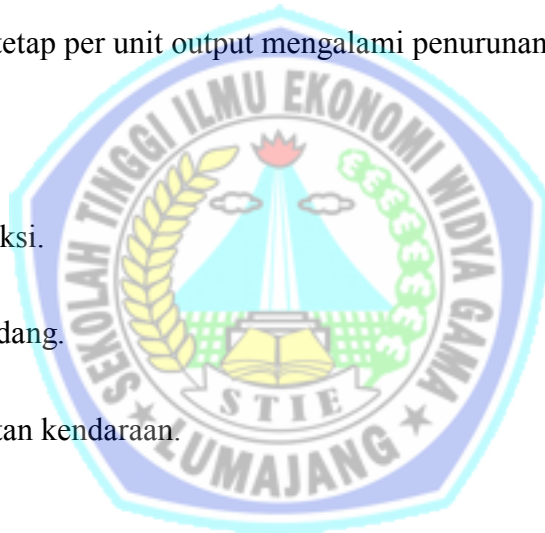 tetap per unit output mengalami penurunan
SEKOLAH TINGGI ILMU EKONOMI WIDYA GAMA
ksi.
dang.
STIE
tan kendaraan.
LUMAJANG